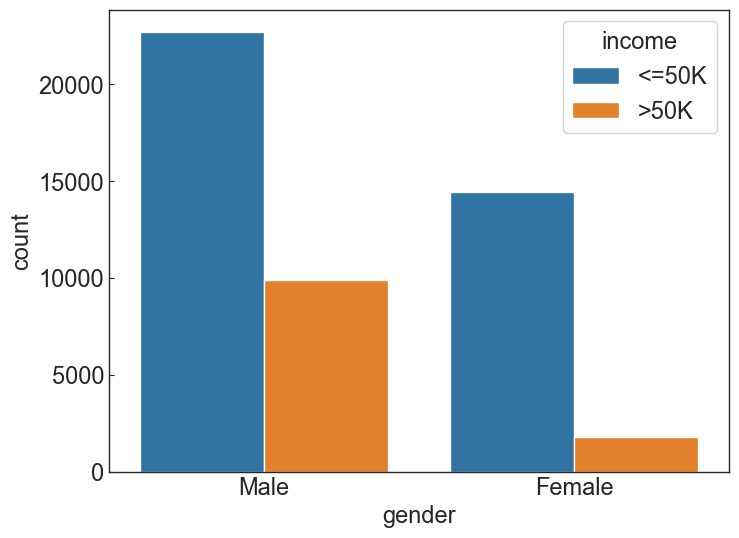 income
<=50K
>50K
20000
15000
10000
5000
0
count
Male Female
gender